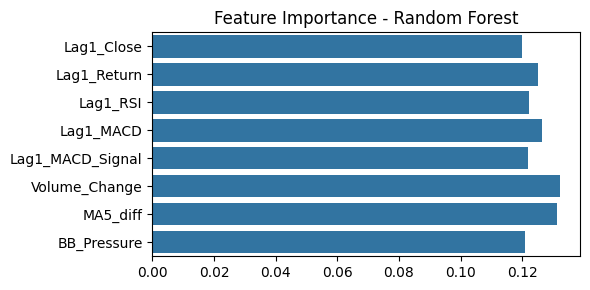 Feature Importance - Random Forest
Lag1_Close
Lag1_Return
Lag1_RSI
Lag1_MACD
Lag1_MACD_Signal
Volume_Change
MA5_diff
BB_Pressure
0.00 0.02 0.04 0.06 0.08 0.10 0.12